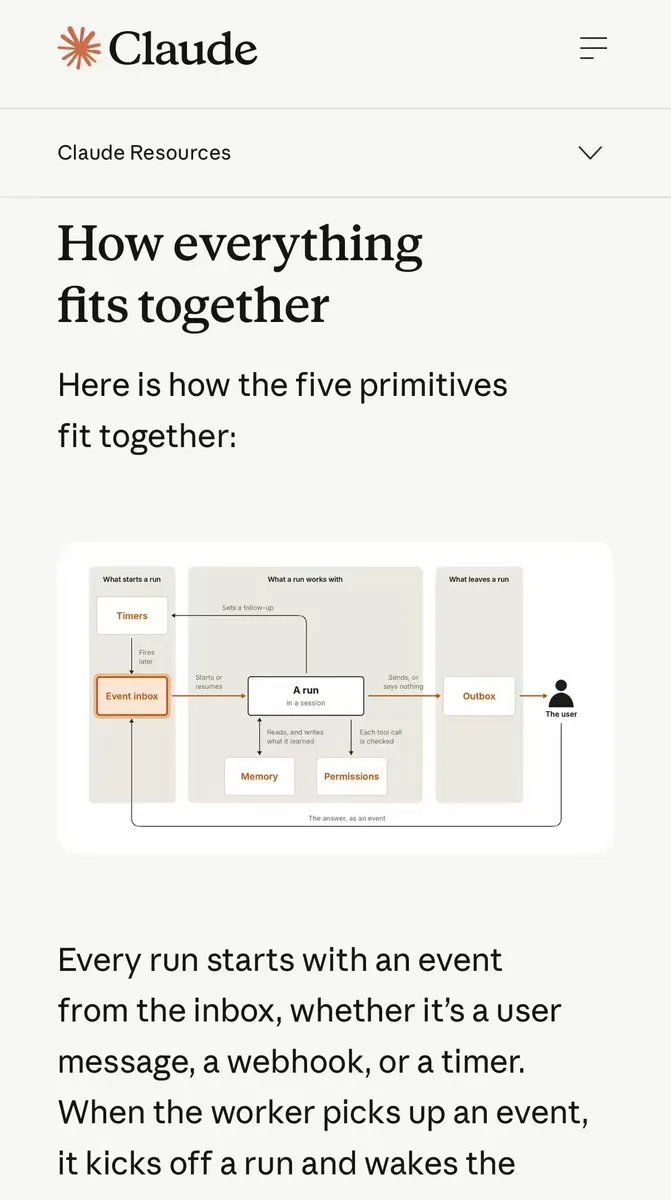 Claude
Claude Resources
How everything
fits together
Here is how the five primitives
fit together:
What starts a run
What a run works with
What leaves a run
Timers
Sets a follow-up
Fires
later
Event inbox
Starts or
resumes
A run
in a session
Sends, or
says nothing
Outbox
The user
Reads, and writes
what it learned
Each tool call
is checked
Memory
Permissions
The answer, as an event
Every run starts with an event
from the inbox, whether it’s a user
message, a webhook, or a timer.
When the worker picks up an event,
it kicks off a run and wakes the